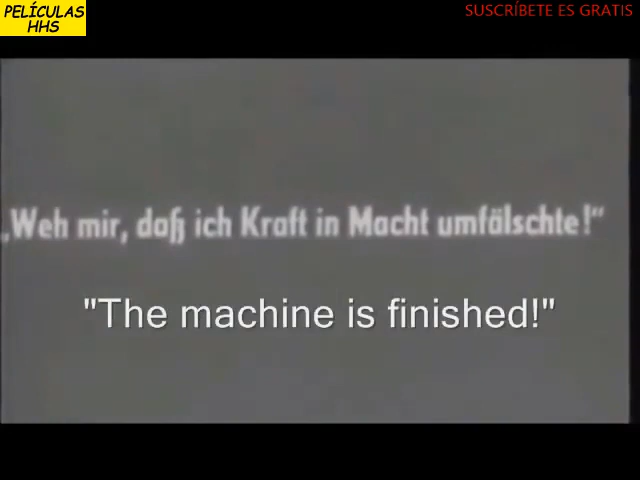 PELÍCULAS
HHS
SUSCRÍBETE ES GRATIS
„Weh mir, daß ich Kraft in Macht umfälschte!“
"The machine is finished!"